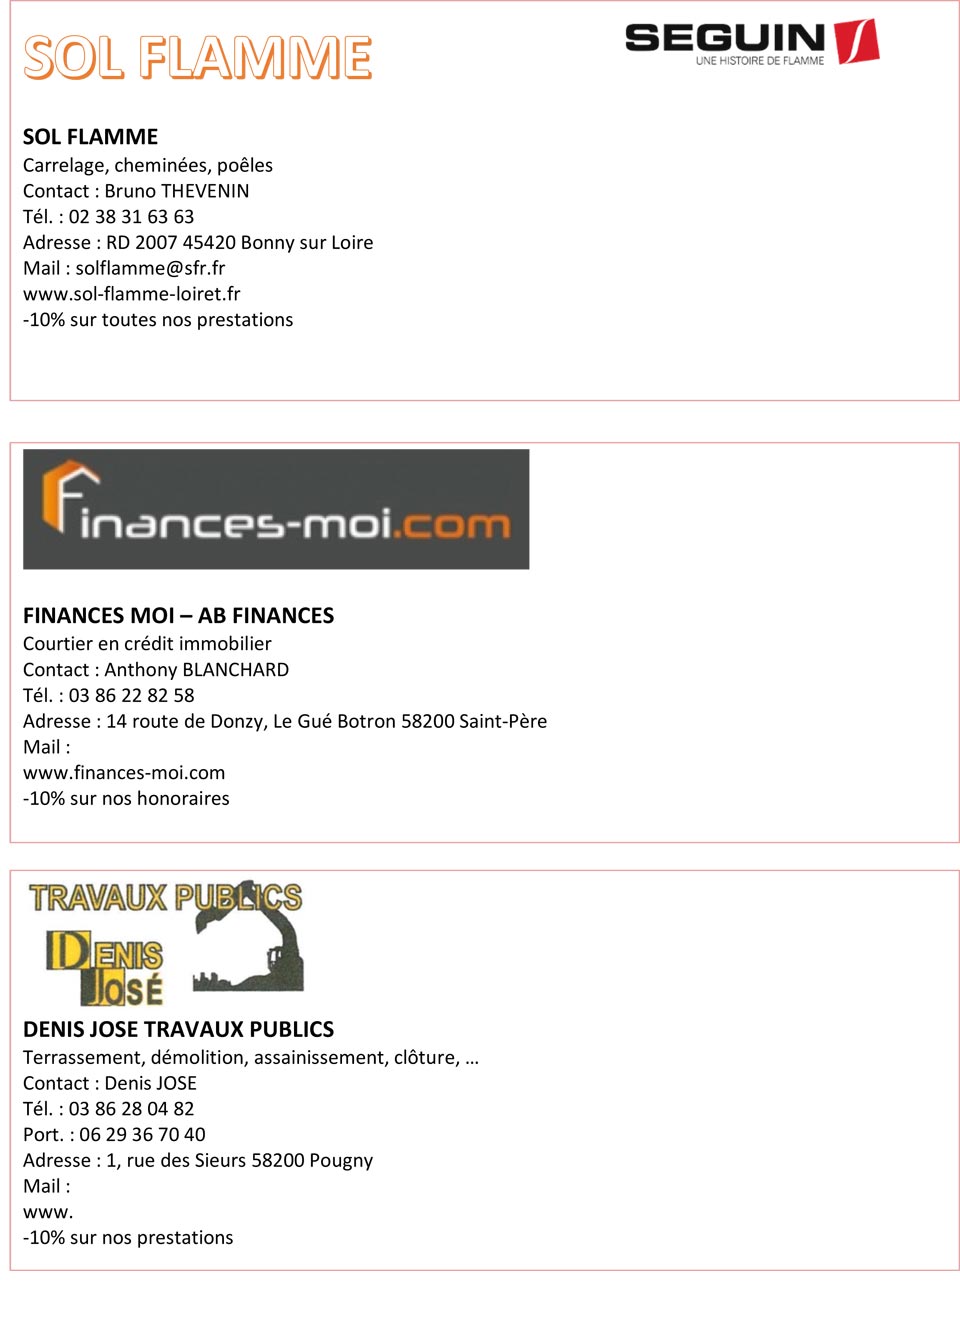 SOL FLAMME
SEGUIN
UNE HISTOIRE DE FLAMME
SOL FLAMME
Carrelage, cheminées, poêles
Contact : Bruno THEVENIN
Tél. : 02 38 31 63 63
Adresse : RD 2007 45420 Bonny sur Loire
Mail : solflamme@sfr.fr
www.sol-flamme-loiret.fr
-10% sur toutes nos prestations
Finances-moi.com
FINANCES MOI – AB FINANCES
Courtier en crédit immobilier
Contact : Anthony BLANCHARD
Tél. : 03 86 22 82 58
Adresse : 14 route de Donzy, Le Gué Botron 58200 Saint-Père
Mail :
www.finances-moi.com
-10% sur nos honoraires
TRAVAUX PUBLICS
DENIS
JOSÉ
DENIS JOSE TRAVAUX PUBLICS
Terrassement, démolition, assainissement, clôture, …
Contact : Denis JOSE
Tél. : 03 86 28 04 82
Port. : 06 29 36 70 40
Adresse : 1, rue des Sieurs 58200 Pougny
Mail :
www.
-10% sur nos prestations